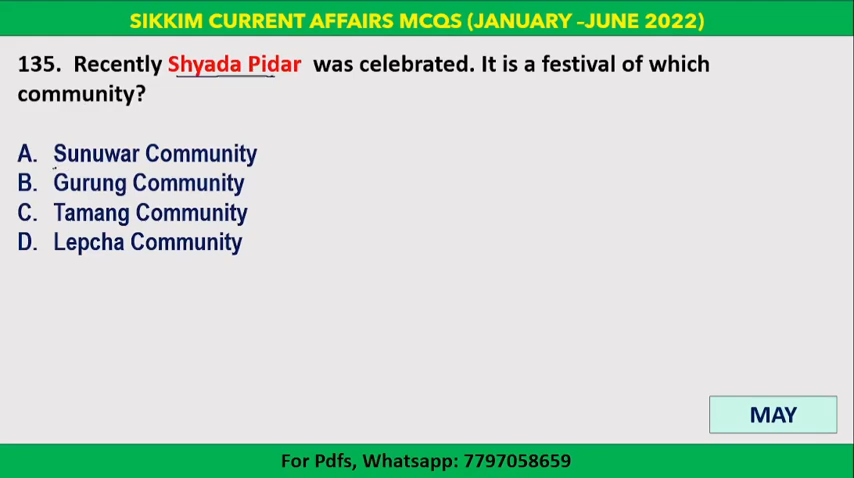 SIKKIM CURRENT AFFAIRS MCQS (JANUARY –JUNE 2022)
135. Recently Shyada Pidar was celebrated. It is a festival of which
community?
A. Sunuwar Community
B. Gurung Community
C. Tamang Community
D. Lepcha Community
MAY
For Pdfs, Whatsapp: 7797058659